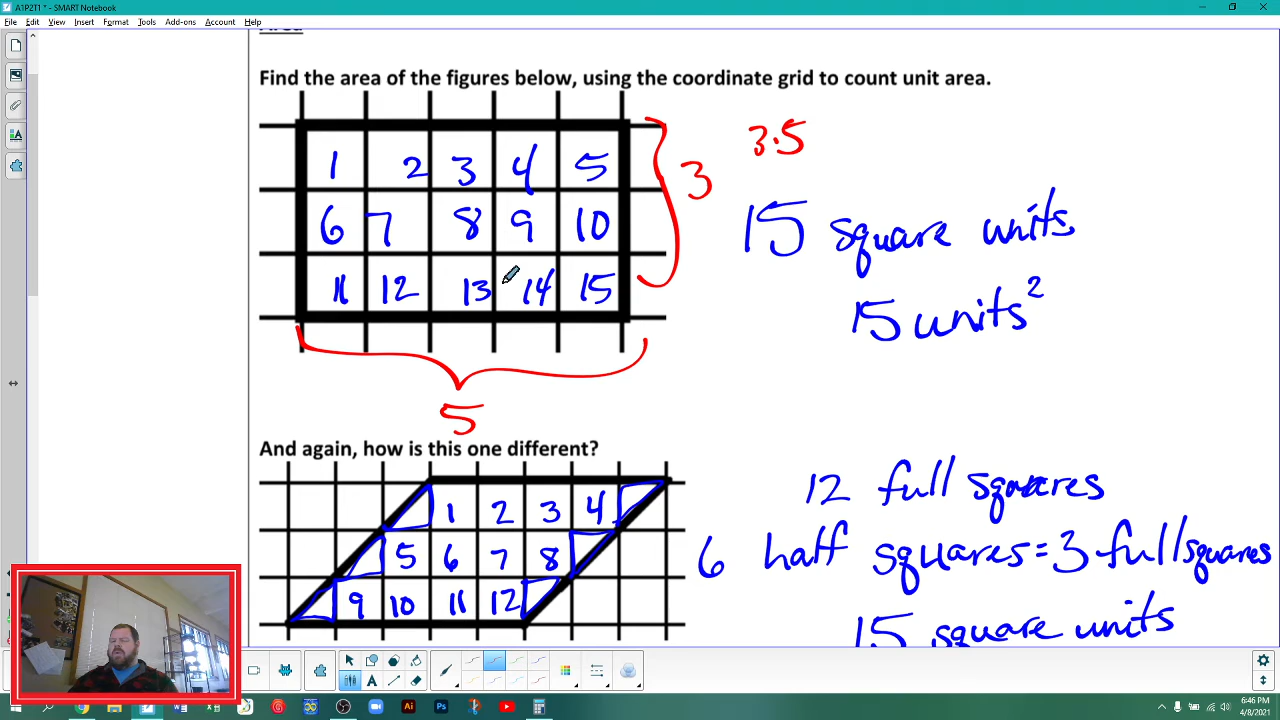 A1P2T1 * - SMART Notebook
File Edit View Insert Format Tools Add-ons Account Help
Area
Find the area of the figures below, using the coordinate grid to count unit area.
1 2 3 4 5
6 7 8 9 10
11 12 13 14 15
3
3·5
15 square units
15 units²
5
And again, how is this one different?
1 2 3 4
5 6 7 8
9 10 11 12
12 full squares
6 half squares = 3 full squares
15 square units
6:46 PM
4/8/2021